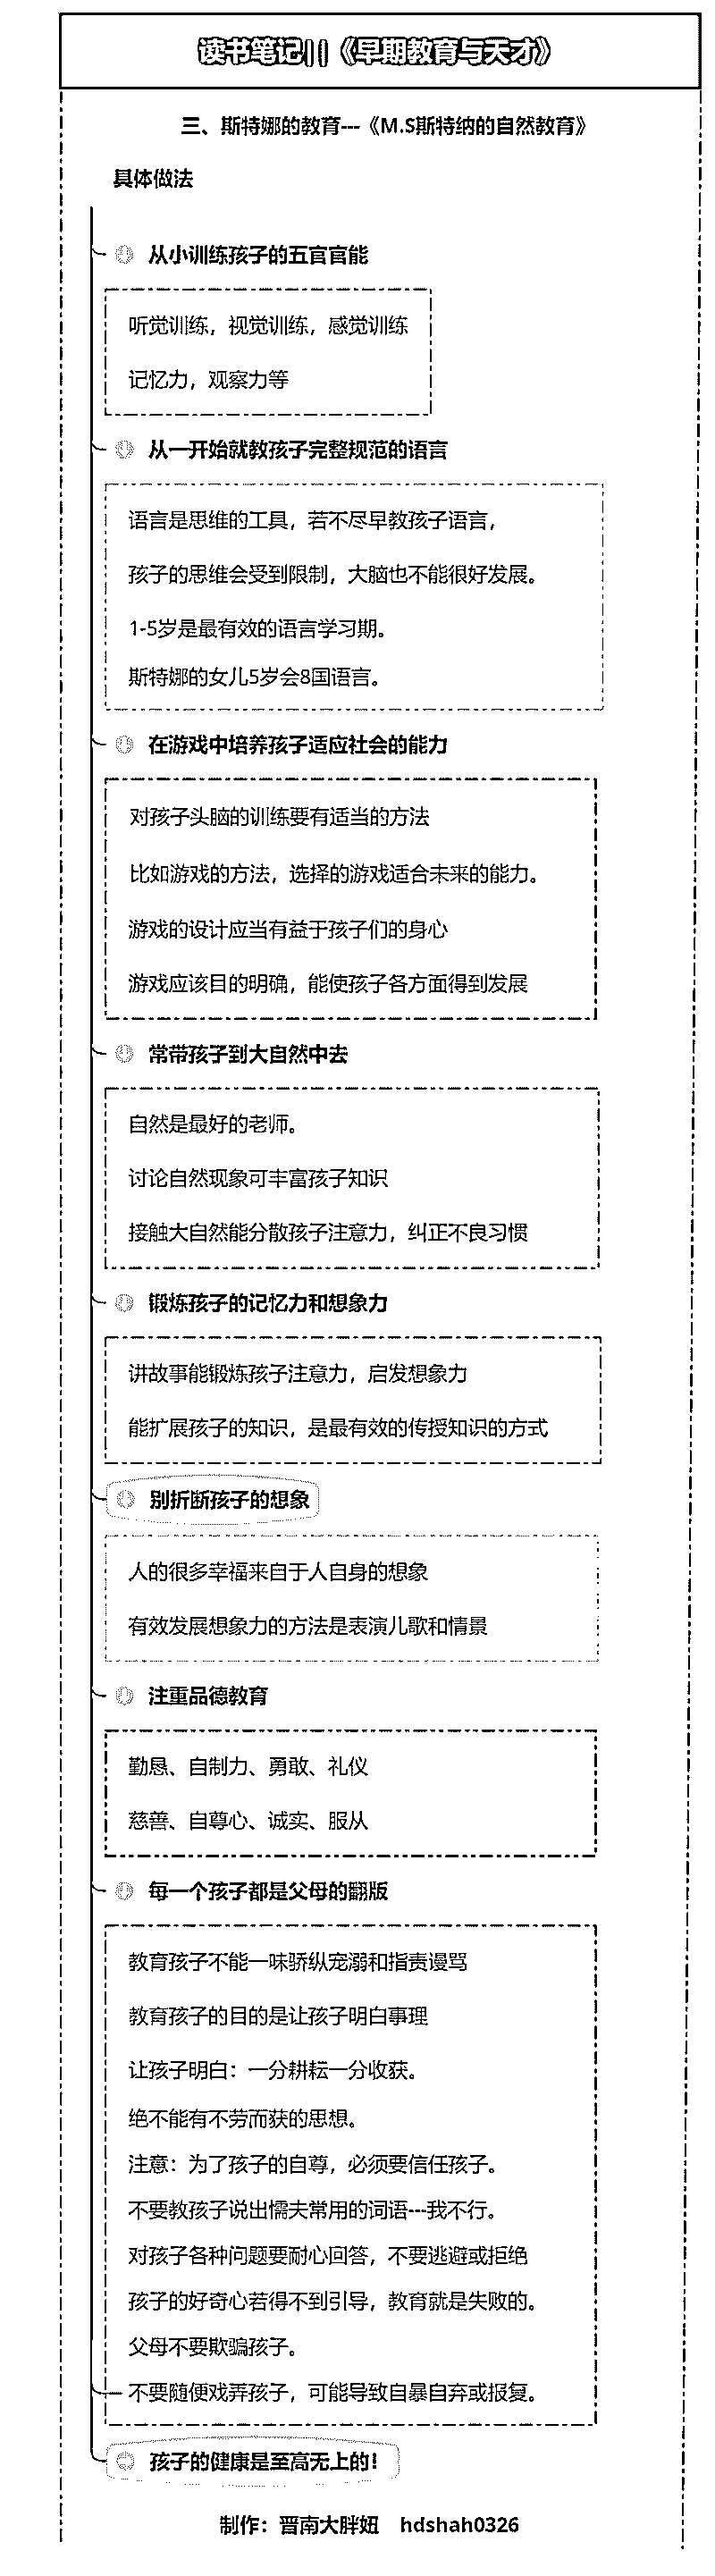 读书笔记||《早期教育与天才》
三、斯特娜的教育---《M.S斯特纳的自然教育》
具体做法
从小训练孩子的五官官能
听觉训练，视觉训练，感觉训练
记忆力，观察力等
从一开始就教孩子完整规范的语言
语言是思维的工具，若不尽早教孩子语言，
孩子的思维会受到限制，大脑也不能很好发展。
1-5岁是最有效的语言学习期。
斯特娜的女儿5岁会8国语言。
在游戏中培养孩子适应社会的能力
对孩子头脑的训练要有适当的方法
比如游戏的方法，选择的游戏适合未来的能力。
游戏的设计应当有益于孩子们的身心
游戏应该目的明确，能使孩子各方面得到发展
常带孩子到大自然中去
自然是最好的老师。
讨论自然现象可丰富孩子知识
接触大自然能分散孩子注意力，纠正不良习惯
锻炼孩子的记忆力和想象力
讲故事能锻炼孩子注意力，启发想象力
能扩展孩子的知识，是最有效的传授知识的方式
别折断孩子的想象
人的很多幸福来自于人自身的想象
有效发展想象力的方法是表演儿歌和情景
注重品德教育
勤恳、自制力、勇敢、礼仪
慈善、自尊心、诚实、服从
每一个孩子都是父母的翻版
教育孩子不能一味骄纵宠溺和指责谩骂
教育孩子的目的是让孩子明白事理
让孩子明白：一分耕耘一分收获。
绝不能有不劳而获的思想。
注意：为了孩子的自尊，必须要信任孩子。
不要教孩子说出懦夫常用的词语---我不行。
对孩子各种问题要耐心回答，不要逃避或拒绝
孩子的好奇心若得不到引导，教育就是失败的。
父母不要欺骗孩子。
不要随便戏弄孩子，可能导致自暴自弃或报复。
孩子的健康是至高无上的！
制作：晋南大胖妞 hdshah0326